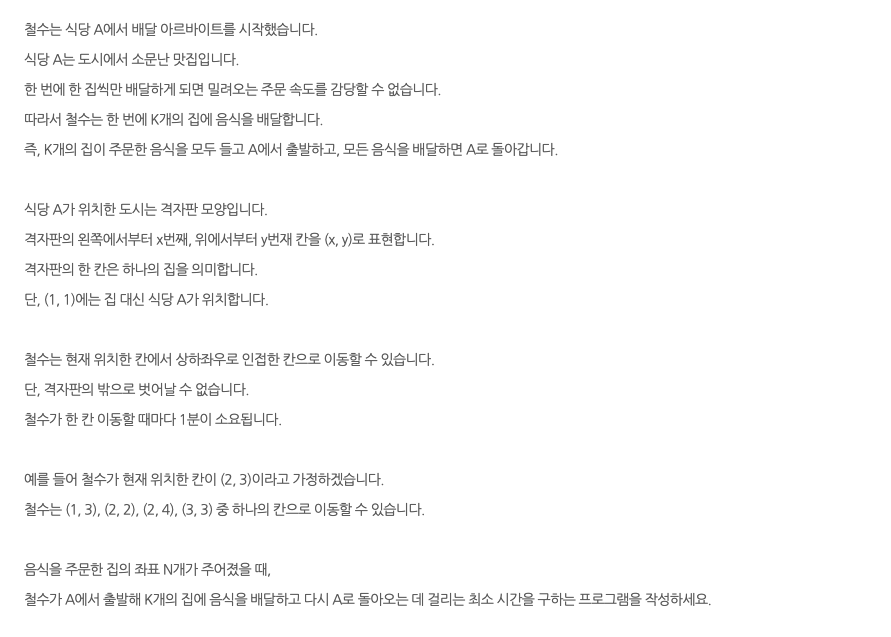 철수는 식당 A에서 배달 아르바이트를 시작했습니다.
식당 A는 도시에서 소문난 맛집입니다.
한 번에 한 집씩만 배달하게 되면 밀려오는 주문 속도를 감당할 수 없습니다.
따라서 철수는 한 번에 K개의 집에 음식을 배달합니다.
즉, K개의 집이 주문한 음식을 모두 들고 A에서 출발하고, 모든 음식을 배달하면 A로 돌아갑니다.
식당 A가 위치한 도시는 격자판 모양입니다.
격자판의 왼쪽에서부터 x번째, 위에서부터 y번재 칸을 (x, y)로 표현합니다.
격자판의 한 칸은 하나의 집을 의미합니다.
단, (1, 1)에는 집 대신 식당 A가 위치합니다.
철수는 현재 위치한 칸에서 상하좌우로 인접한 칸으로 이동할 수 있습니다.
단, 격자판의 밖으로 벗어날 수 없습니다.
철수가 한 칸 이동할 때마다 1분이 소요됩니다.
예를 들어 철수가 현재 위치한 칸이 (2, 3)이라고 가정하겠습니다.
철수는 (1, 3), (2, 2), (2, 4), (3, 3) 중 하나의 칸으로 이동할 수 있습니다.
음식을 주문한 집의 좌표 N개가 주어졌을 때,
철수가 A에서 출발해 K개의 집에 음식을 배달하고 다시 A로 돌아오는 데 걸리는 최소 시간을 구하는 프로그램을 작성하세요.